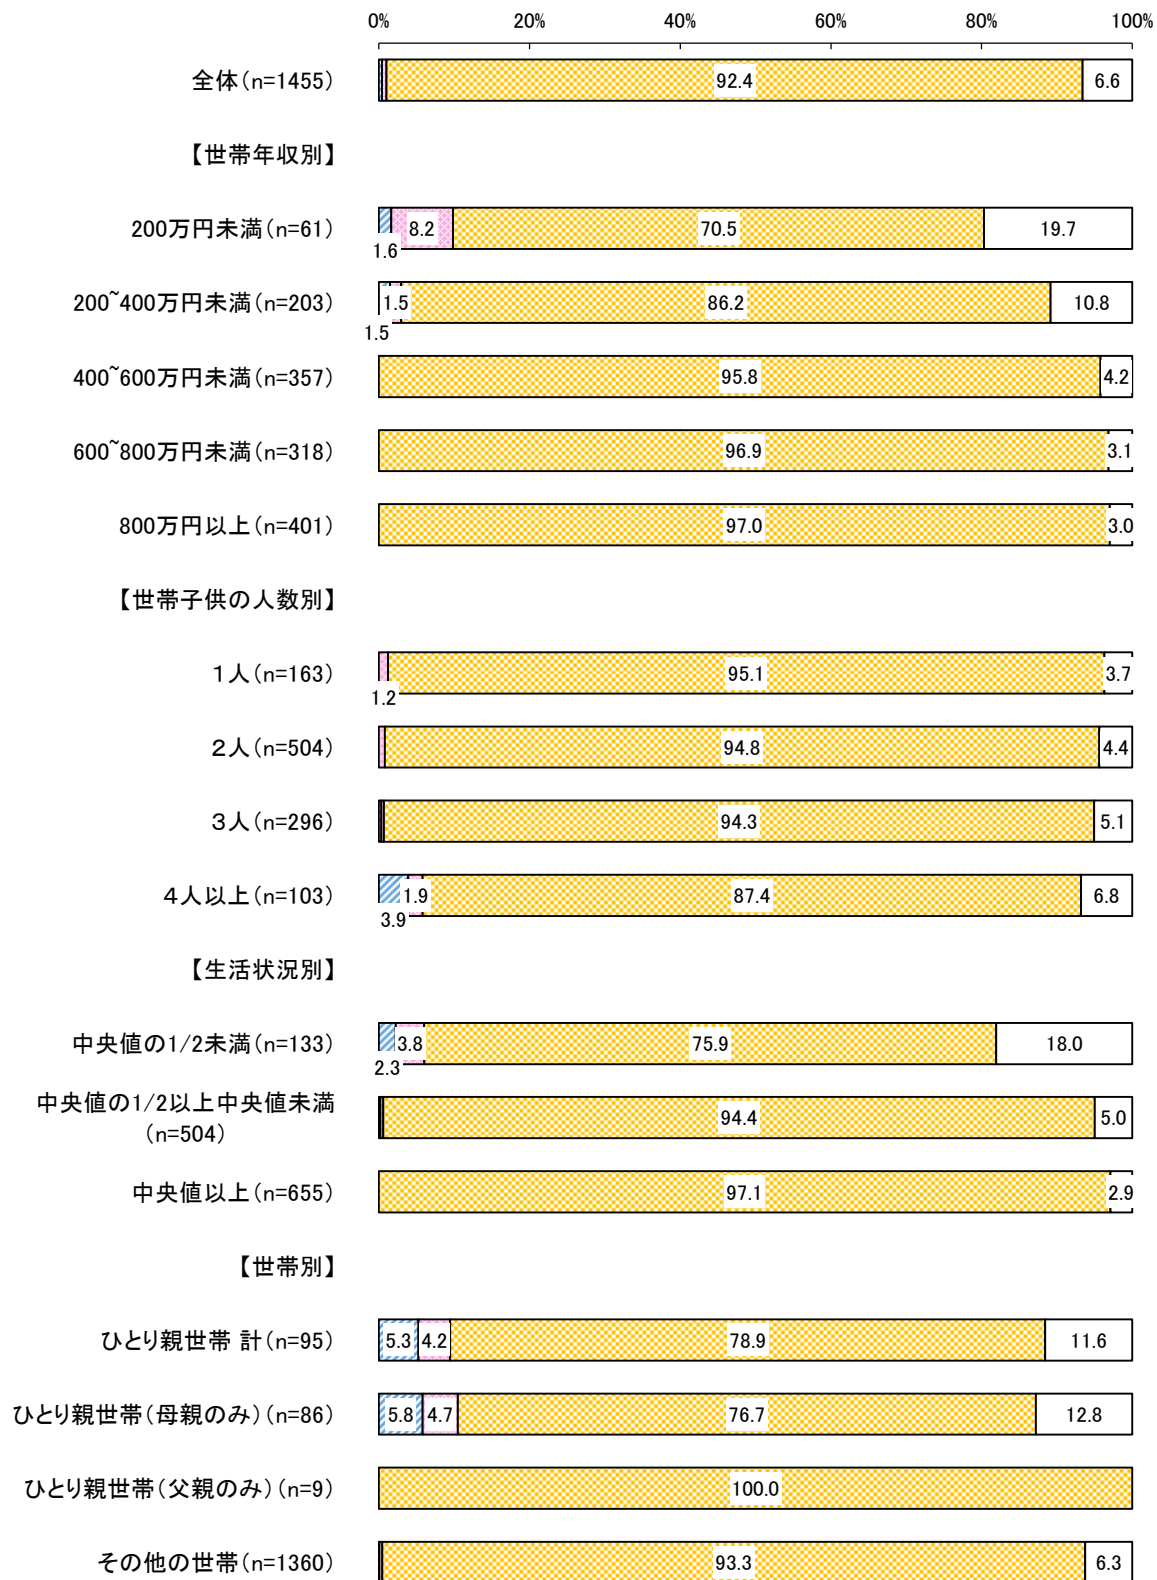 0% 20% 40% 60% 80% 100%
全体(n=1455) 92.4 6.6
【世帯年収別】
200万円未満(n=61) 1.6 8.2 70.5 19.7
200~400万円未満(n=203) 1.5 1.5 86.2 10.8
400~600万円未満(n=357) 95.8 4.2
600~800万円未満(n=318) 96.9 3.1
800万円以上(n=401) 97.0 3.0
【世帯子供の人数別】
1人(n=163) 1.2 95.1 3.7
2人(n=504) 94.8 4.4
3人(n=296) 94.3 5.1
4人以上(n=103) 3.9 1.9 87.4 6.8
【生活状況別】
中央値の1/2未満(n=133) 2.3 3.8 75.9 18.0
中央値の1/2以上中央値未満
(n=504) 94.4 5.0
中央値以上(n=655) 97.1 2.9
【世帯別】
ひとり親世帯 計(n=95) 5.3 4.2 78.9 11.6
ひとり親世帯(母親のみ)(n=86) 5.8 4.7 76.7 12.8
ひとり親世帯(父親のみ)(n=9) 100.0
その他の世帯(n=1360) 93.3 6.3